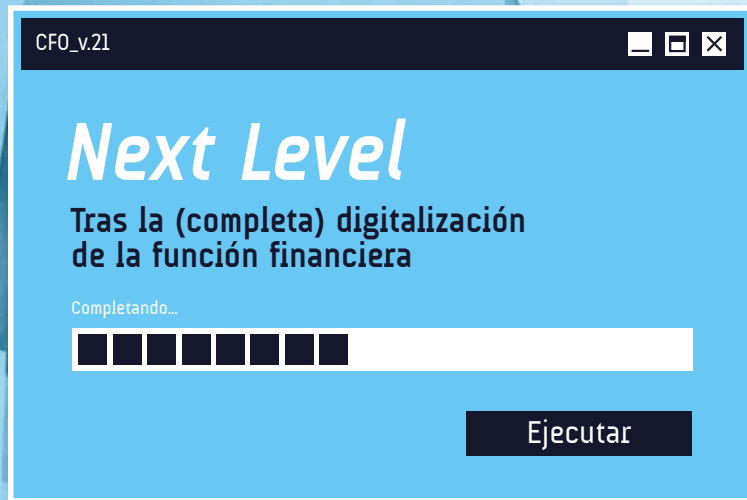 CFO_v.21
Next Level
Tras la (completa) digitalización
de la función financiera
Completando...
Ejecutar